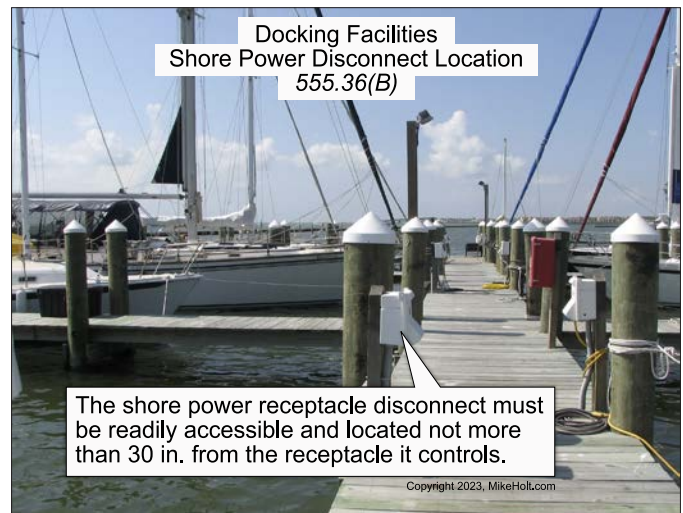 Docking Facilities
Shore Power Disconnect Location
555.36(B)
The shore power receptacle disconnect must
be readily accessible and located not more
than 30 in. from the receptacle it controls.
Copyright 2023, MikeHolt.com